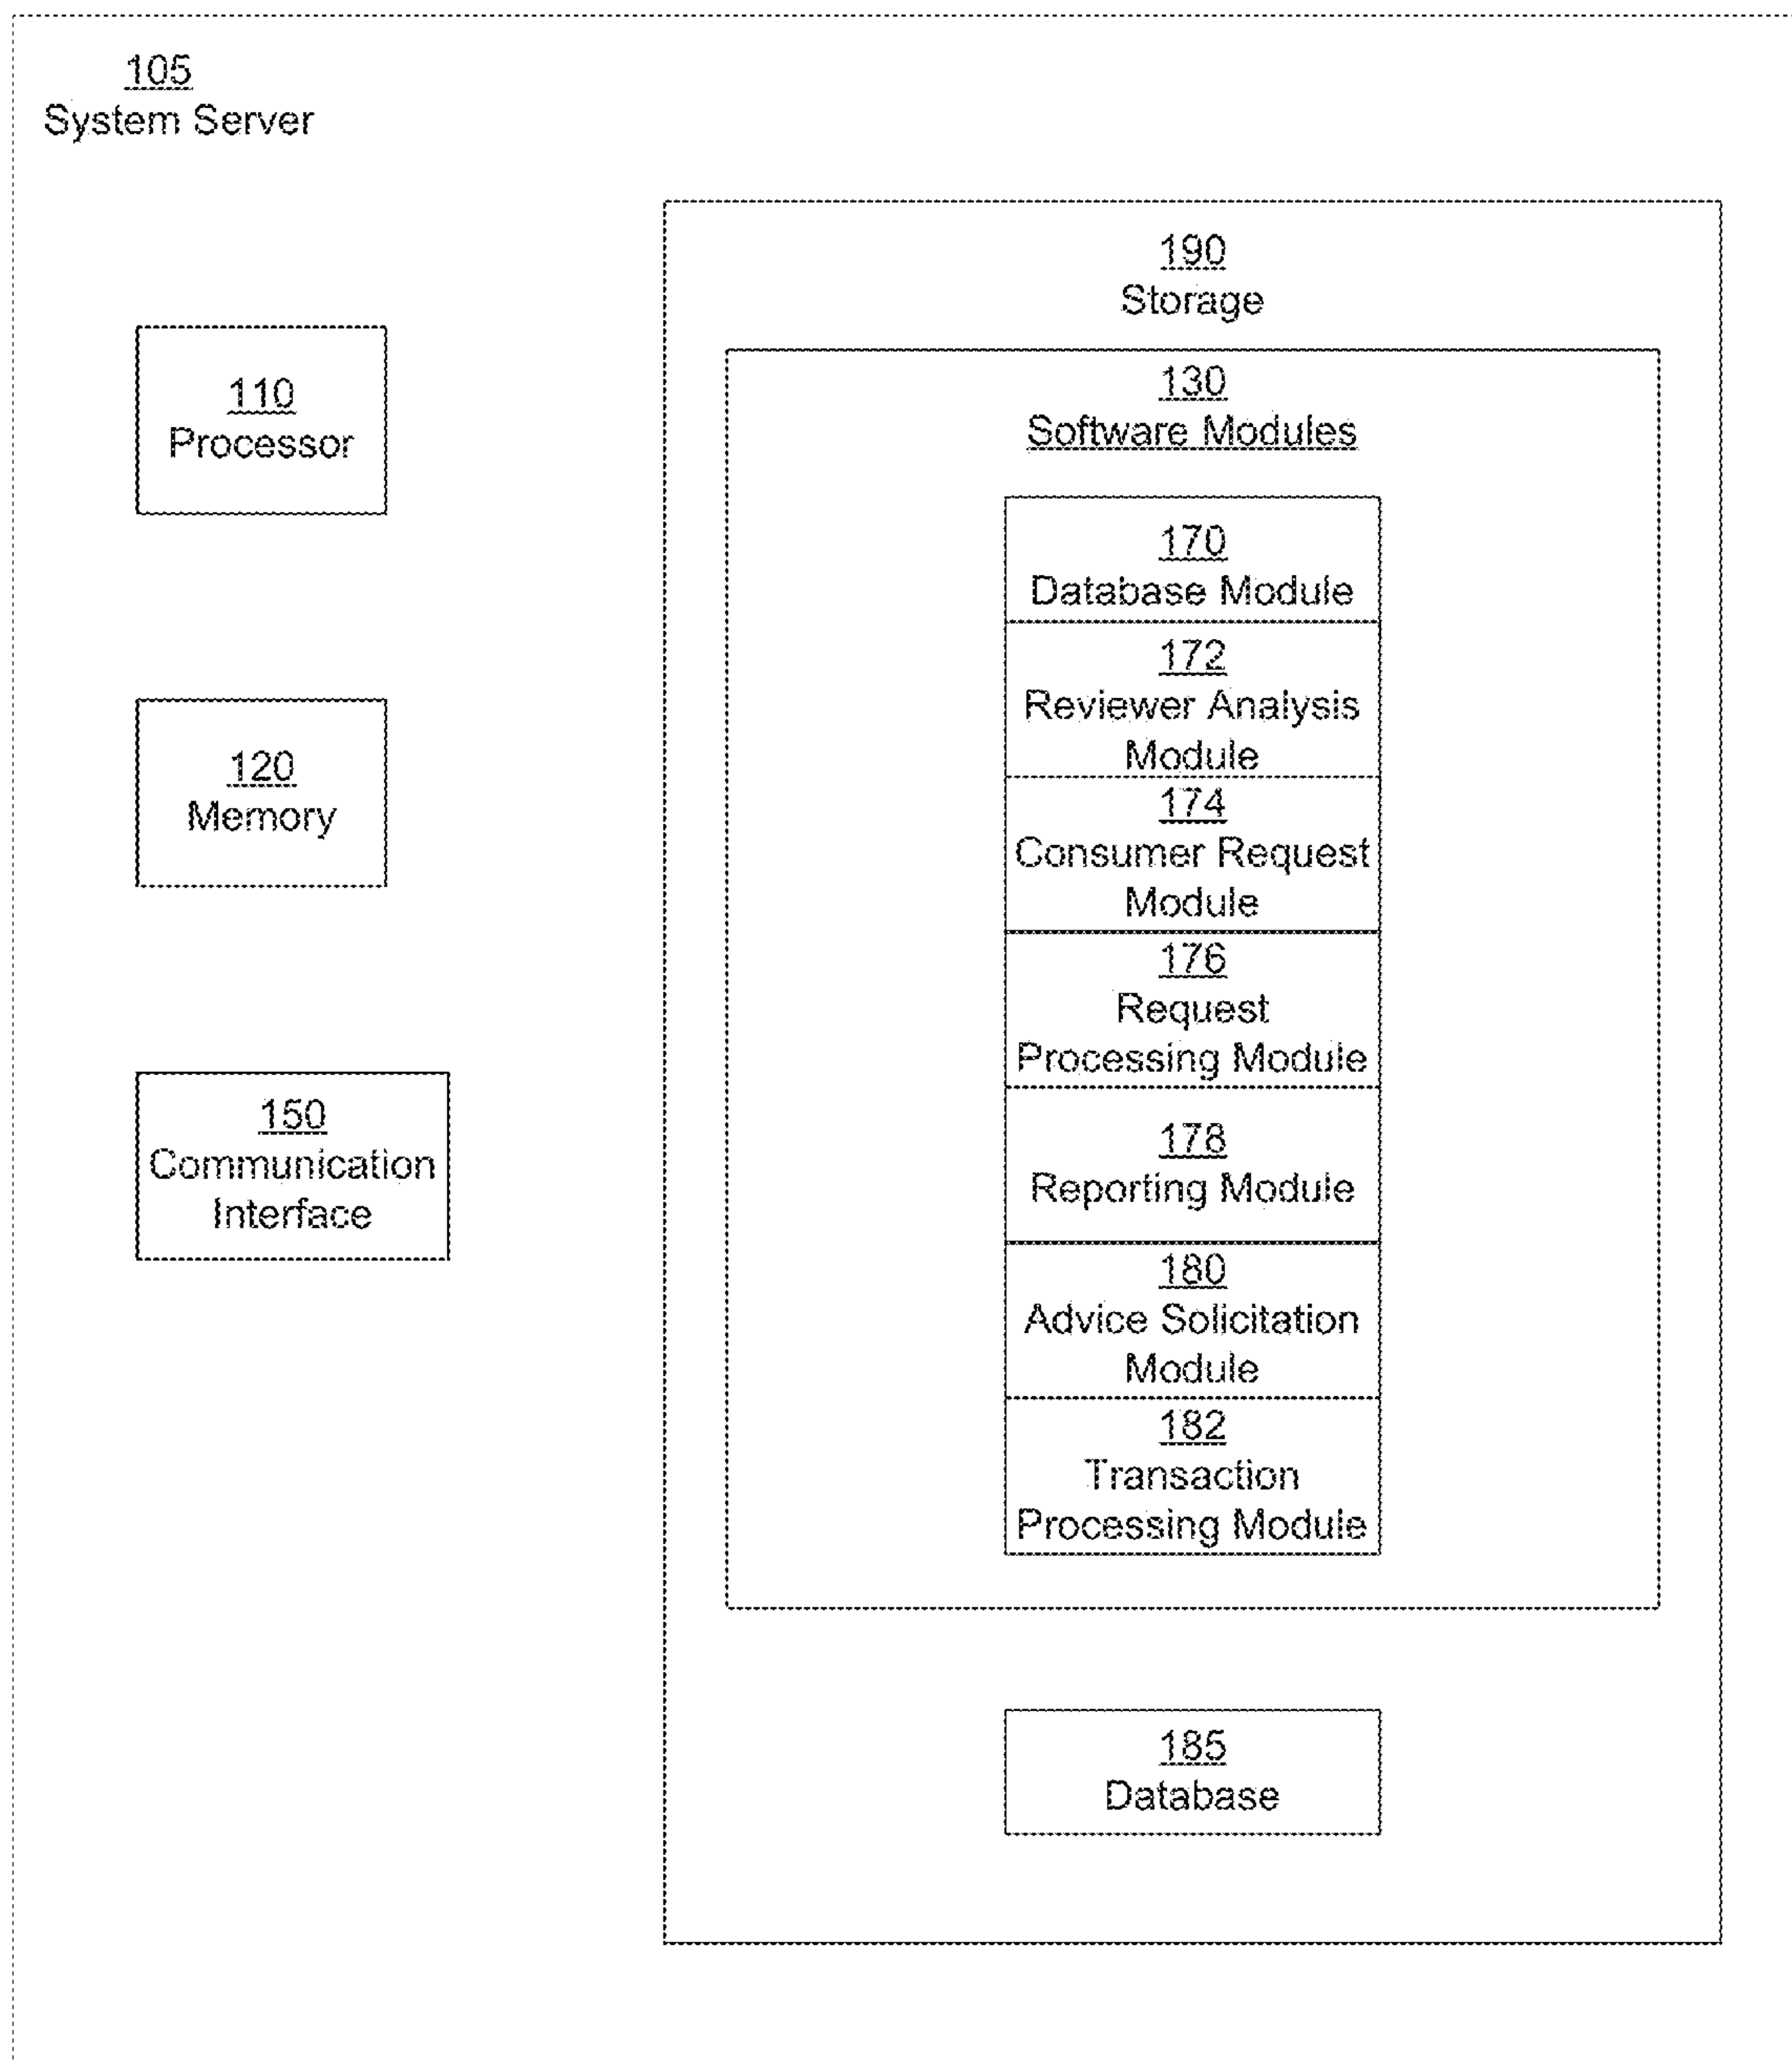 105
System Server
190
Storage
110
Processor
130
Software Modules
170
Database Module
172
Reviewer Analysis
Module
120
Memory
174
Consumer Request
Module
176
Request
Processing Module
150
Communication
Interface
178
Reporting Module
180
Advice Solicitation
Module
182
Transaction
Processing Module
185
Database